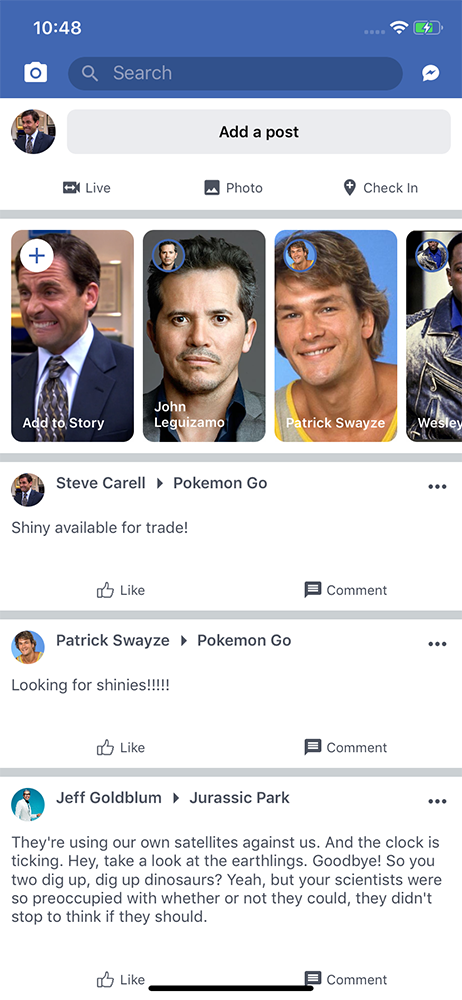 10:48
Search
Add a post
Live
Photo
Check In
Add to Story
John
Leguizamo
Patrick Swayze
Wesley
Steve Carell Pokemon Go
Shiny available for trade!
Like
Comment
Patrick Swayze Pokemon Go
Looking for shinies!!!!!
Like
Comment
Jeff Goldblum Jurassic Park
They're using our own satellites against us. And the clock is
ticking. Hey, take a look at the earthlings. Goodbye! So you
two dig up, dig up dinosaurs? Yeah, but your scientists were
so preoccupied with whether or not they could, they didn't
stop to think if they should.
Like
Comment